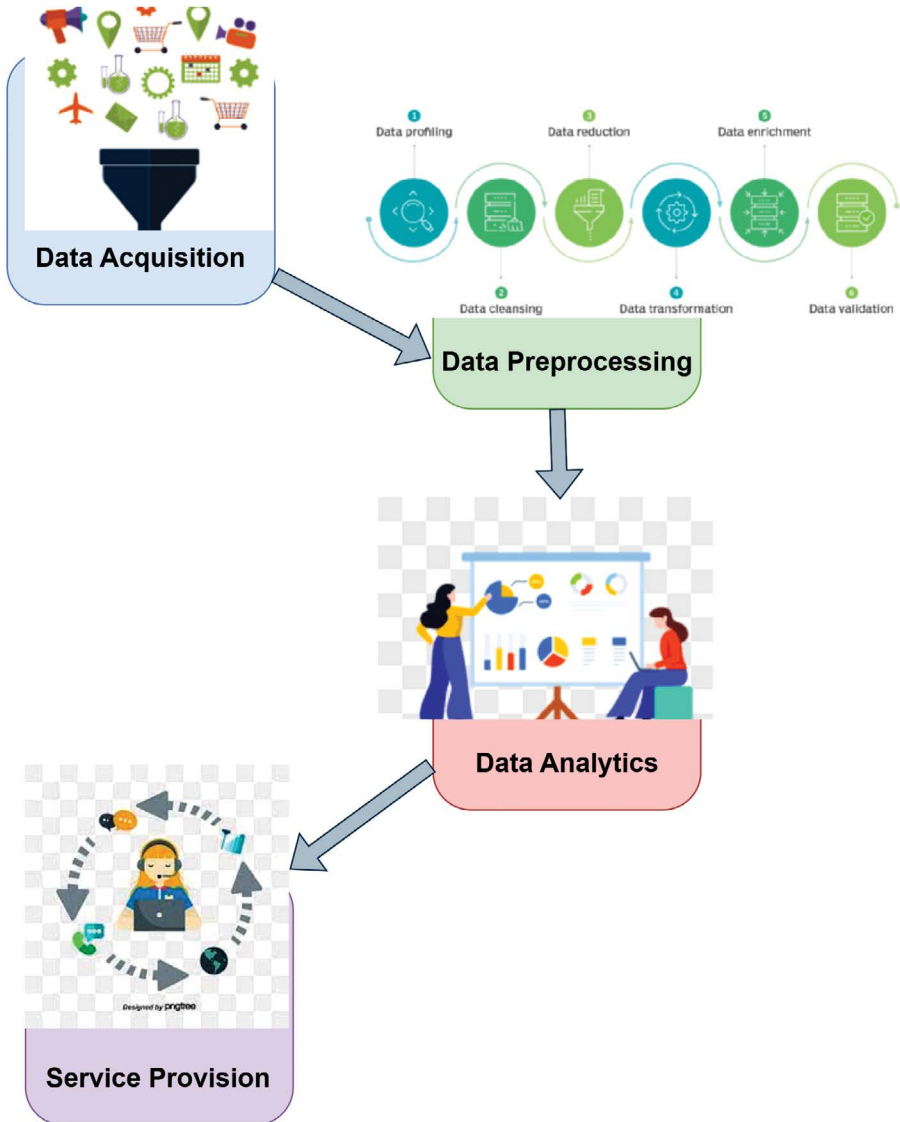 Data Acquisition
1
Data profiling
3
Data reduction
5
Data enrichment
2
Data cleansing
4
Data transformation
6
Data validation
Data Preprocessing
Data Analytics
Designed by pngtree
Service Provision